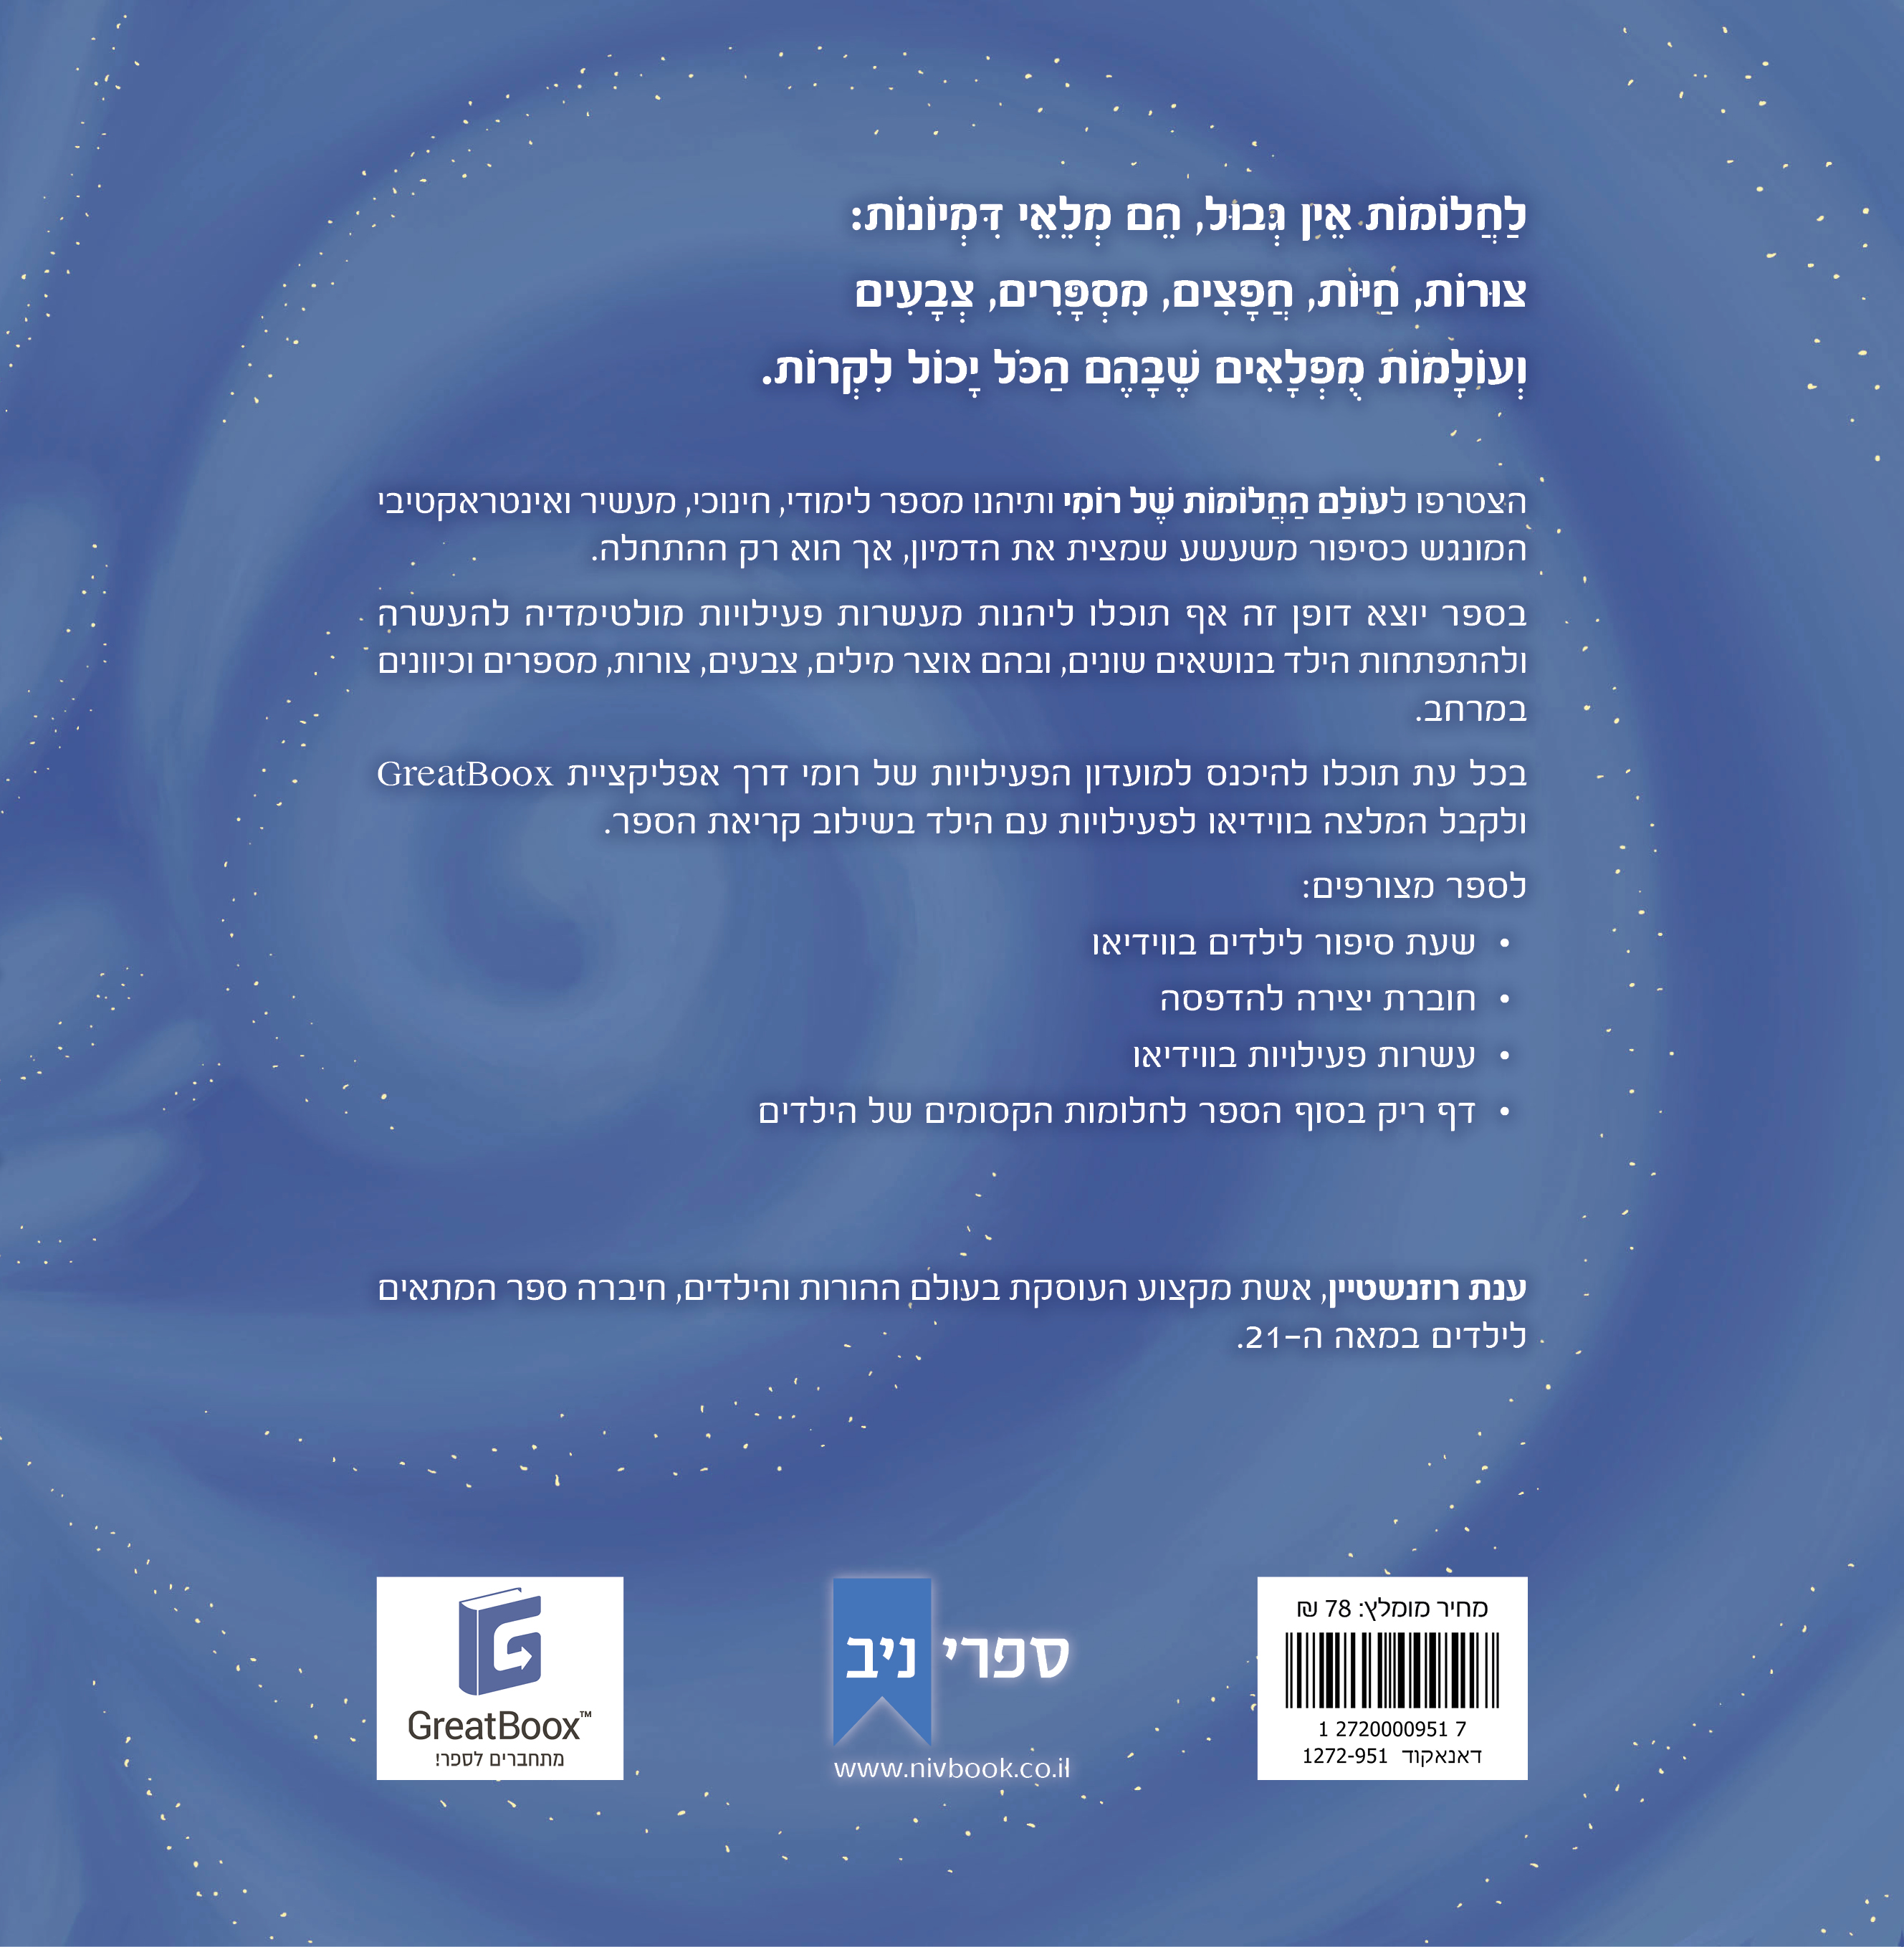 לַחֲלוֹמוֹת אֵין גְּבוּל, הֵם מְלֵאֵי דִּמְיוֹנוֹת:
צוּרוֹת, חַיּוֹת, חֲפָצִים, מִסְפָּרִים, צְבָעִים
וְעוֹלָמוֹת מֻפְלָאִים שֶׁבָּהֶם הַכֹּל יָכוֹל לִקְרוֹת.
הצטרפו לעוֹלַם הַחֲלוֹמוֹת שֶׁל רוֹמִי ותיהנו מספר לימודי, חינוכי, מעשיר ואינטראקטיבי
המונגש כסיפור משעשע שמצית את הדמיון, אך הוא רק ההתחלה.
בספר יוצא דופן זה אף תוכלו ליהנות מעשרות פעילויות מולטימדיה להעשרה
ולהתפתחות הילד בנושאים שונים, ובהם אוצר מילים, צבעים, צורות, מספרים וכיוונים
במרחב.
בכל עת תוכלו להיכנס למועדון הפעילויות של רומי דרך אפליקציית GreatBoox
ולקבל המלצה בווידיאו לפעילויות עם הילד בשילוב קריאת הספר.
לספר מצורפים:
• שעת סיפור לילדים בווידיאו
• חוברת יצירה להדפסה
• עשרות פעילויות בווידיאו
• דף ריק בסוף הספר לחלומות הקסומים של הילדים
ענת רוזנשטיין, אשת מקצוע העוסקת בעולם ההורות והילדים, חיברה ספר המתאים
לילדים במאה ה-21.
מחיר מומלץ: 78 ₪
1 2720000951 7
דאנאקוד 1272-951
ספרי ניב
www.nivbook.co.il
GreatBoox™
מתחברים לספר!